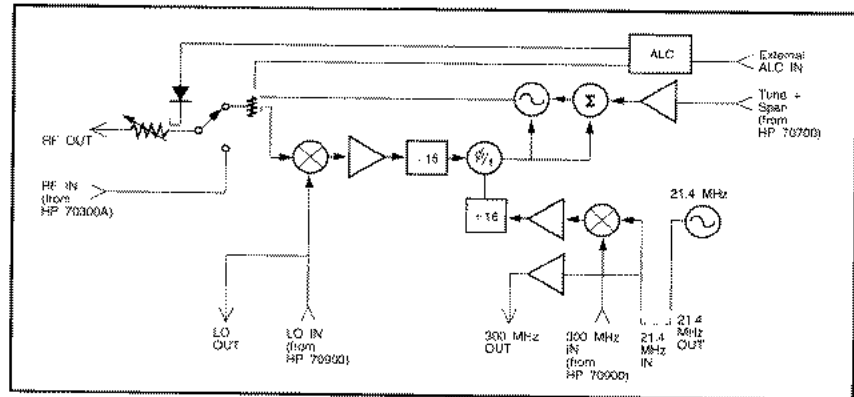 ALC
External
ALC IN
Σ
Tune +
Span
(from
HP 70700)
RF OUT
RF IN
(from
HP 70300A)
÷ 16
φ/f
÷ 16
21.4 MHz
LO
OUT
LO IN
(from
HP 70900)
300 MHz
OUT
300 MHz
IN
(from
HP 70900)
21.4
MHz
IN
21.4
MHz
OUT